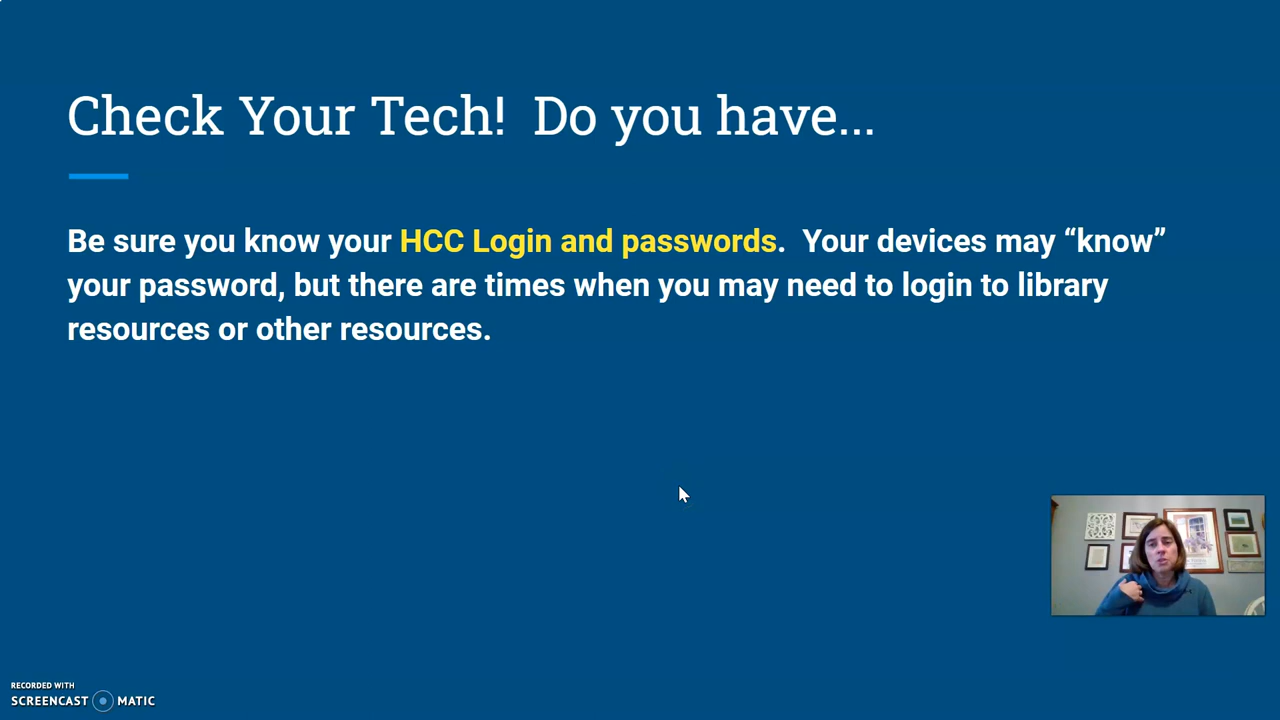 Check Your Tech!  Do you have...
Be sure you know your HCC Login and passwords.  Your devices may “know”
your password, but there are times when you may need to login to library
resources or other resources.
RECORDED WITH
SCREENCAST MATIC